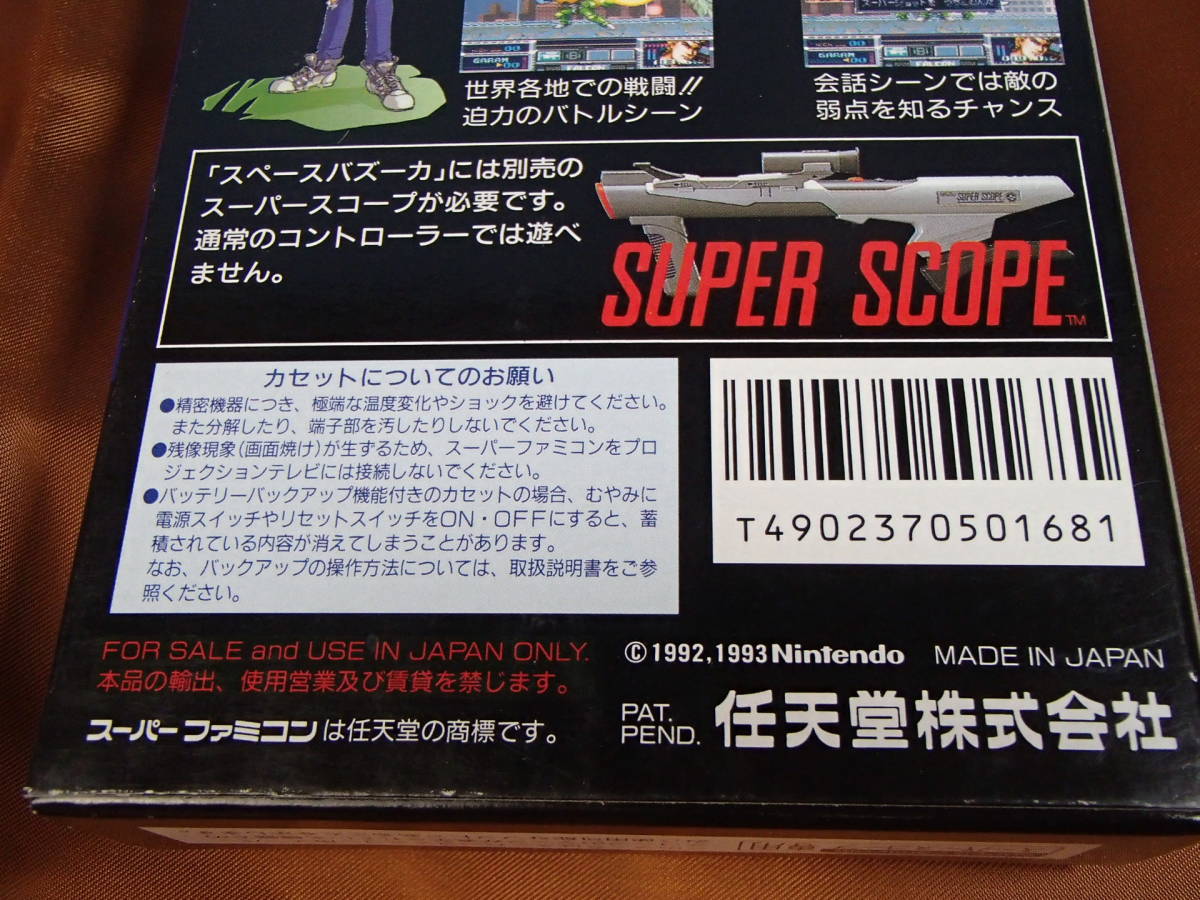 GARAM
GARAM
世界各地での戦闘!!
迫力のバトルシーン
会話シーンでは敵の
弱点を知るチャンス
「スペースバズーカ」には別売の
スーパースコープが必要です。
通常のコントローラーでは遊べ
ません。
SUPER SCOPE
SUPER SCOPE TM
カセットについてのお願い
●精密機器につき、極端な温度変化やショックを避けてください。
また分解したり、端子部を汚したりしないでください。
●残像現象(画面焼け)が生ずるため、スーパーファミコンをプロ
ジェクションテレビには接続しないでください。
●バッテリーバックアップ機能付きのカセットの場合、むやみに
電源スイッチやリセットスイッチをON・OFFにすると、蓄
積されている内容が消えてしまうことがあります。
なお、バックアップの操作方法については、取扱説明書をご参
照ください。
T4902370501681
FOR SALE and USE IN JAPAN ONLY.
本品の輸出、使用営業及び賃貸を禁じます。
スーパーファミコンは任天堂の商標です。
© 1992,1993 Nintendo MADE IN JAPAN
PAT.
PEND. 任天堂株式会社